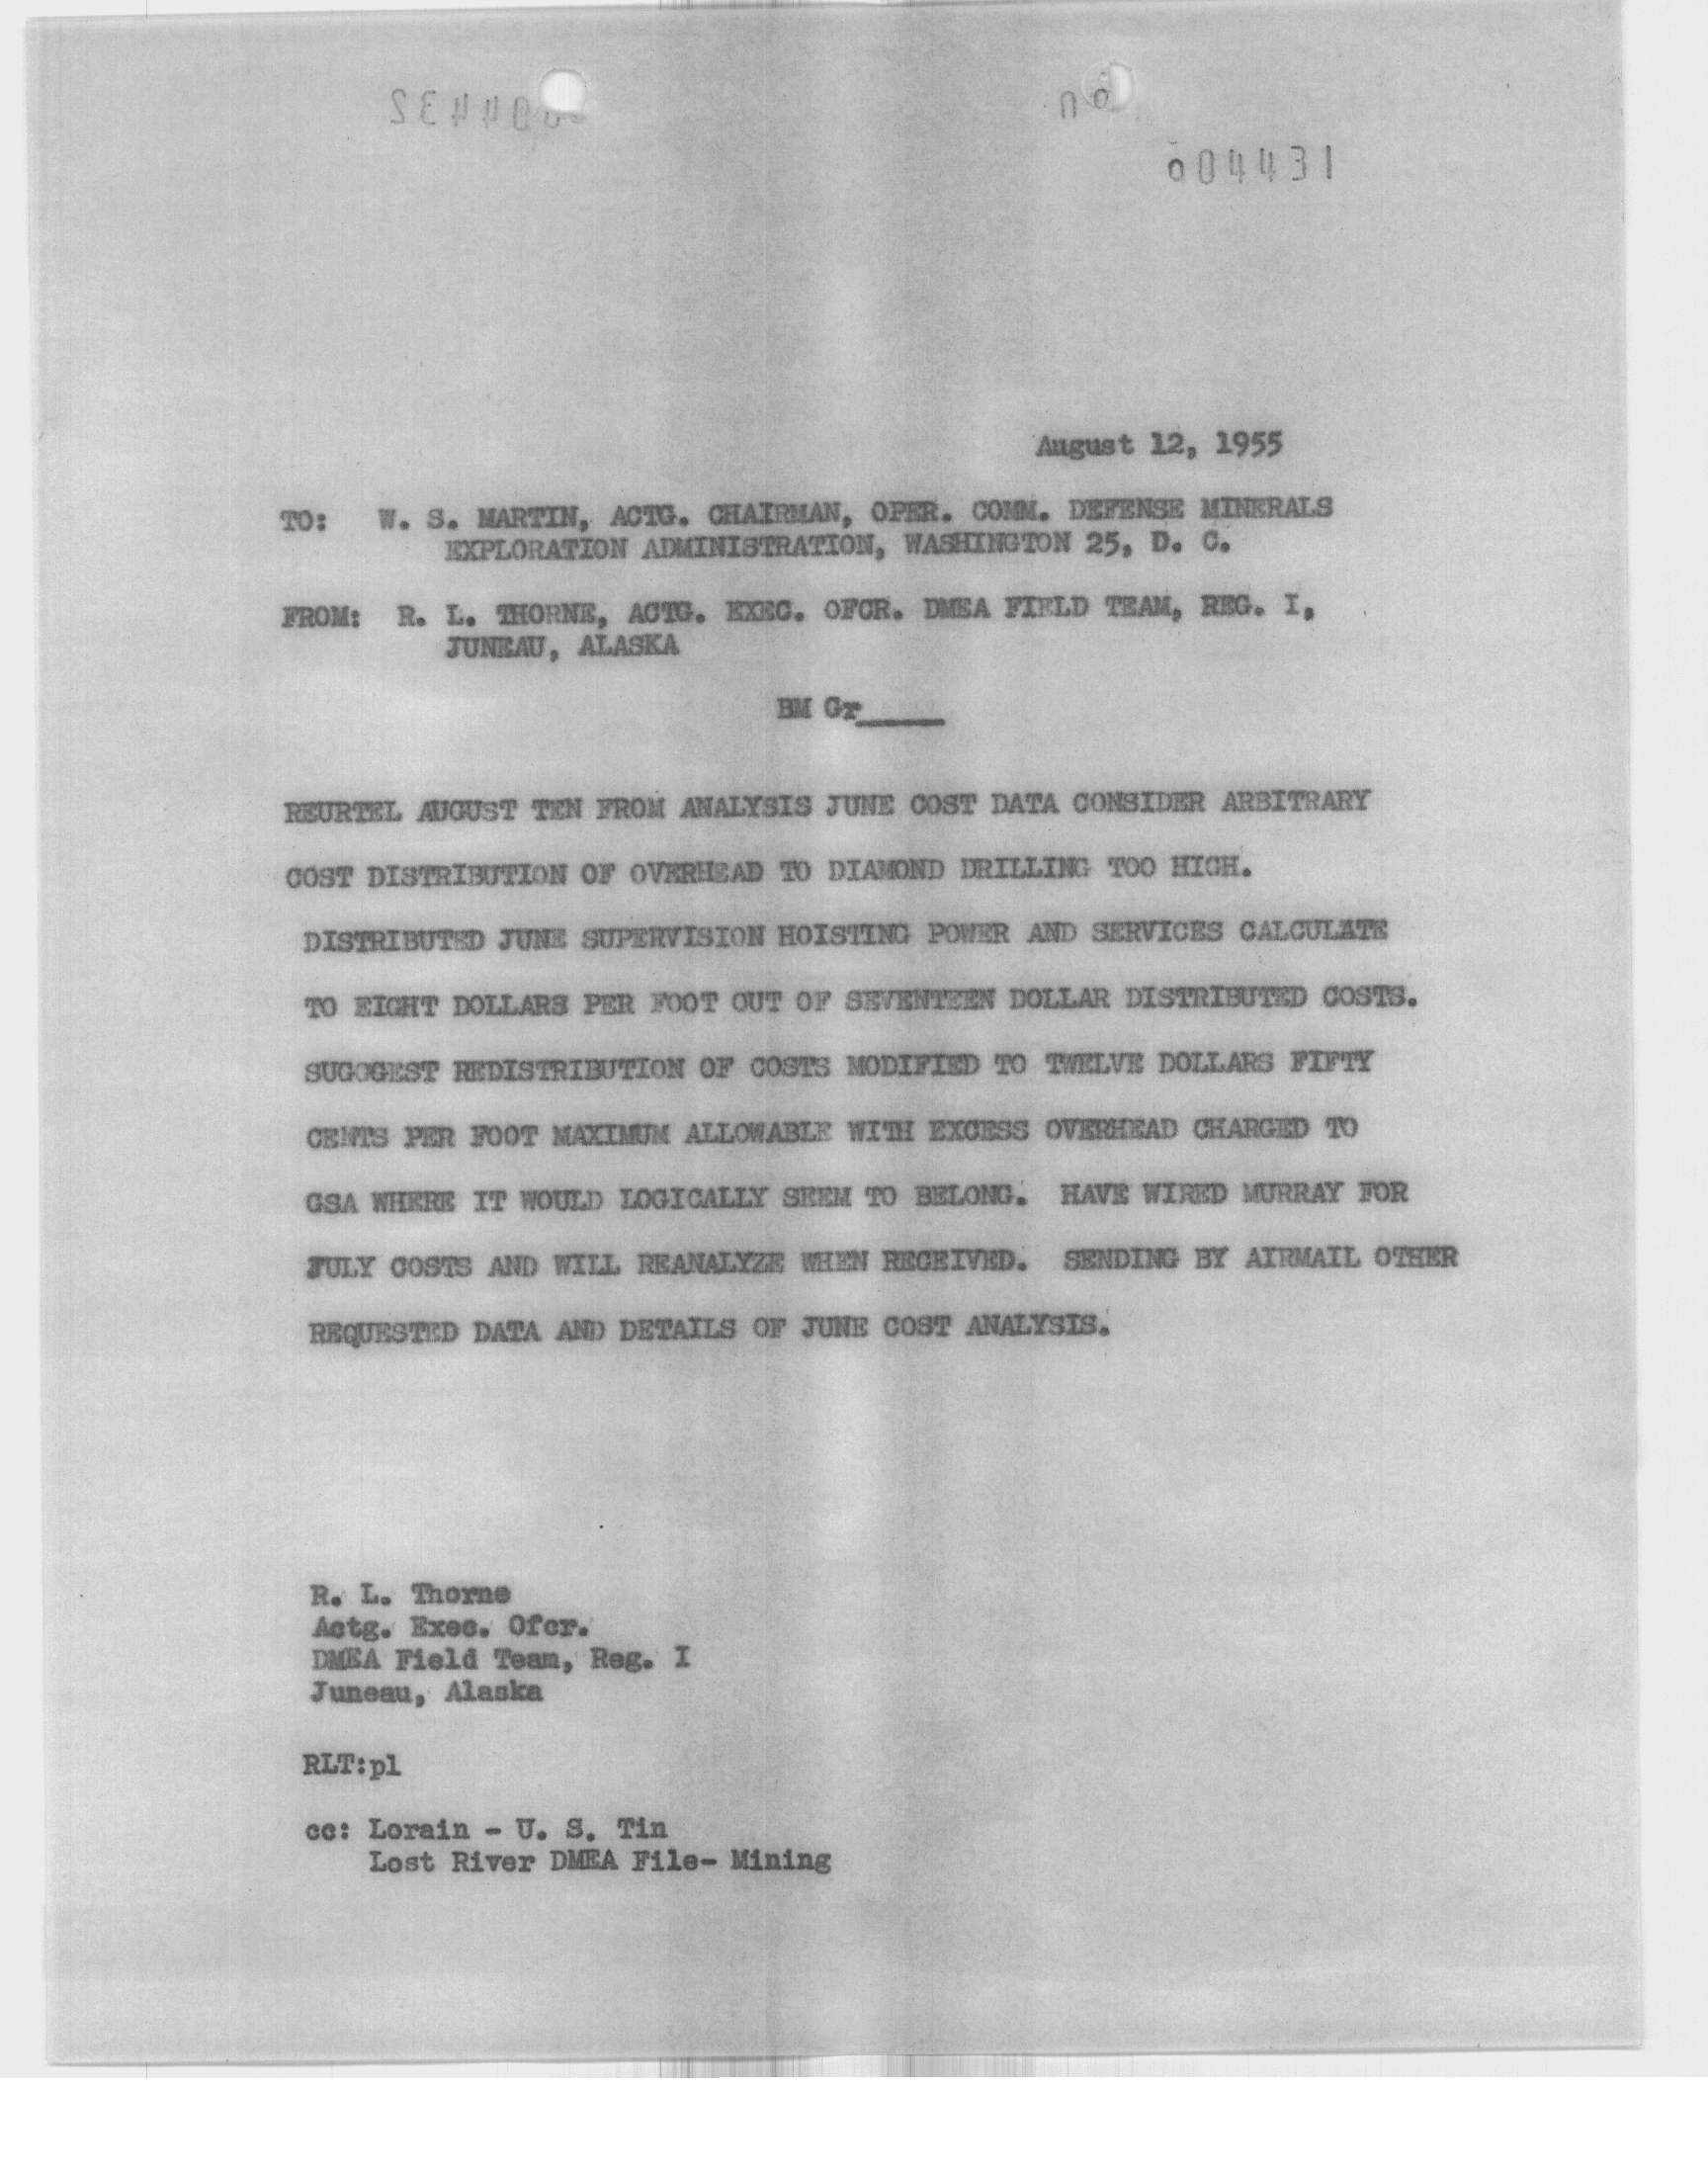 004431
August 12, 1955
TO: W. S. MARTIN, ACTG. CHAIRMAN, OPER. COMM. DEFENSE MINERALS
EXPLORATION ADMINISTRATION, WASHINGTON 25, D. C.
FROM: R. L. THORNE, ACTG. EXEC. OFCR. DMEA FIELD TEAM, REG. I,
JUNEAU, ALASKA
BM Gr_____
REURTEL AUGUST TEN FROM ANALYSIS JUNE COST DATA CONSIDER ARBITRARY
COST DISTRIBUTION OF OVERHEAD TO DIAMOND DRILLING TOO HIGH.
DISTRIBUTED JUNE SUPERVISION HOISTING POWER AND SERVICES CALCULATE
TO EIGHT DOLLARS PER FOOT OUT OF SEVENTEEN DOLLAR DISTRIBUTED COSTS.
SUGOGEST REDISTRIBUTION OF COSTS MODIFIED TO TWELVE DOLLARS FIFTY
CENTS PER FOOT MAXIMUM ALLOWABLE WITH EXCESS OVERHEAD CHARGED TO
GSA WHERE IT WOULD LOGICALLY SEEM TO BELONG. HAVE WIRED MURRAY FOR
JULY COSTS AND WILL REANALYZE WHEN RECEIVED. SENDING BY AIRMAIL OTHER
REQUESTED DATA AND DETAILS OF JUNE COST ANALYSIS.
R. L. Thorne
Actg. Exec. Ofcr.
DMEA Field Team, Reg. I
Juneau, Alaska
RLT:pl
cc: Lorain - U. S. Tin
Lost River DMEA File- Mining